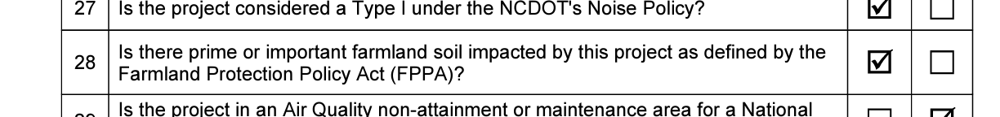 27 Is the project considered a Type I under the NCDOT's Noise Policy? ☑ ☐
28 Is there prime or important farmland soil impacted by this project as defined by the ☑ ☐
Farmland Protection Policy Act (FPPA)?
Is the project in an Air Quality non-attainment or maintenance area for a National ☐ ☑